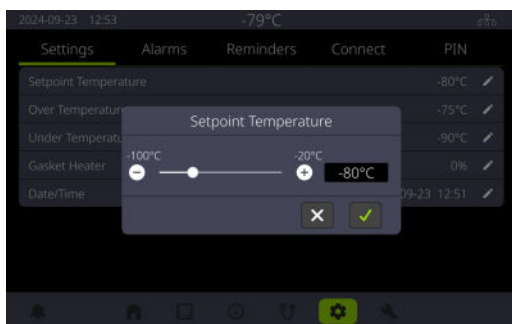 2024-09-23 12:53 -79°C
Settings Alarms Reminders Connect PIN
Setpoint Temperature -80°C
Over Temperature -75°C
Under Temperatu -90°C
Gasket Heater 0%
Date/Time 09-23 12:51
Setpoint Temperature
-100°C -20°C
-80°C